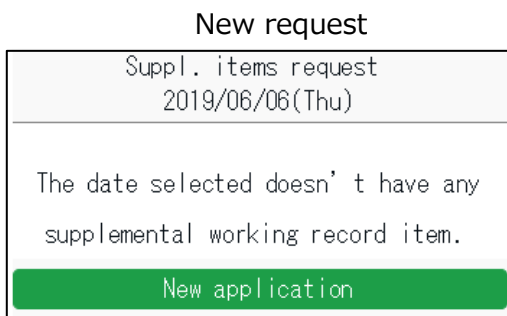 New request
Suppl. items request
2019/06/06(Thu)
The date selected doesn’t have any
supplemental working record item.
New application